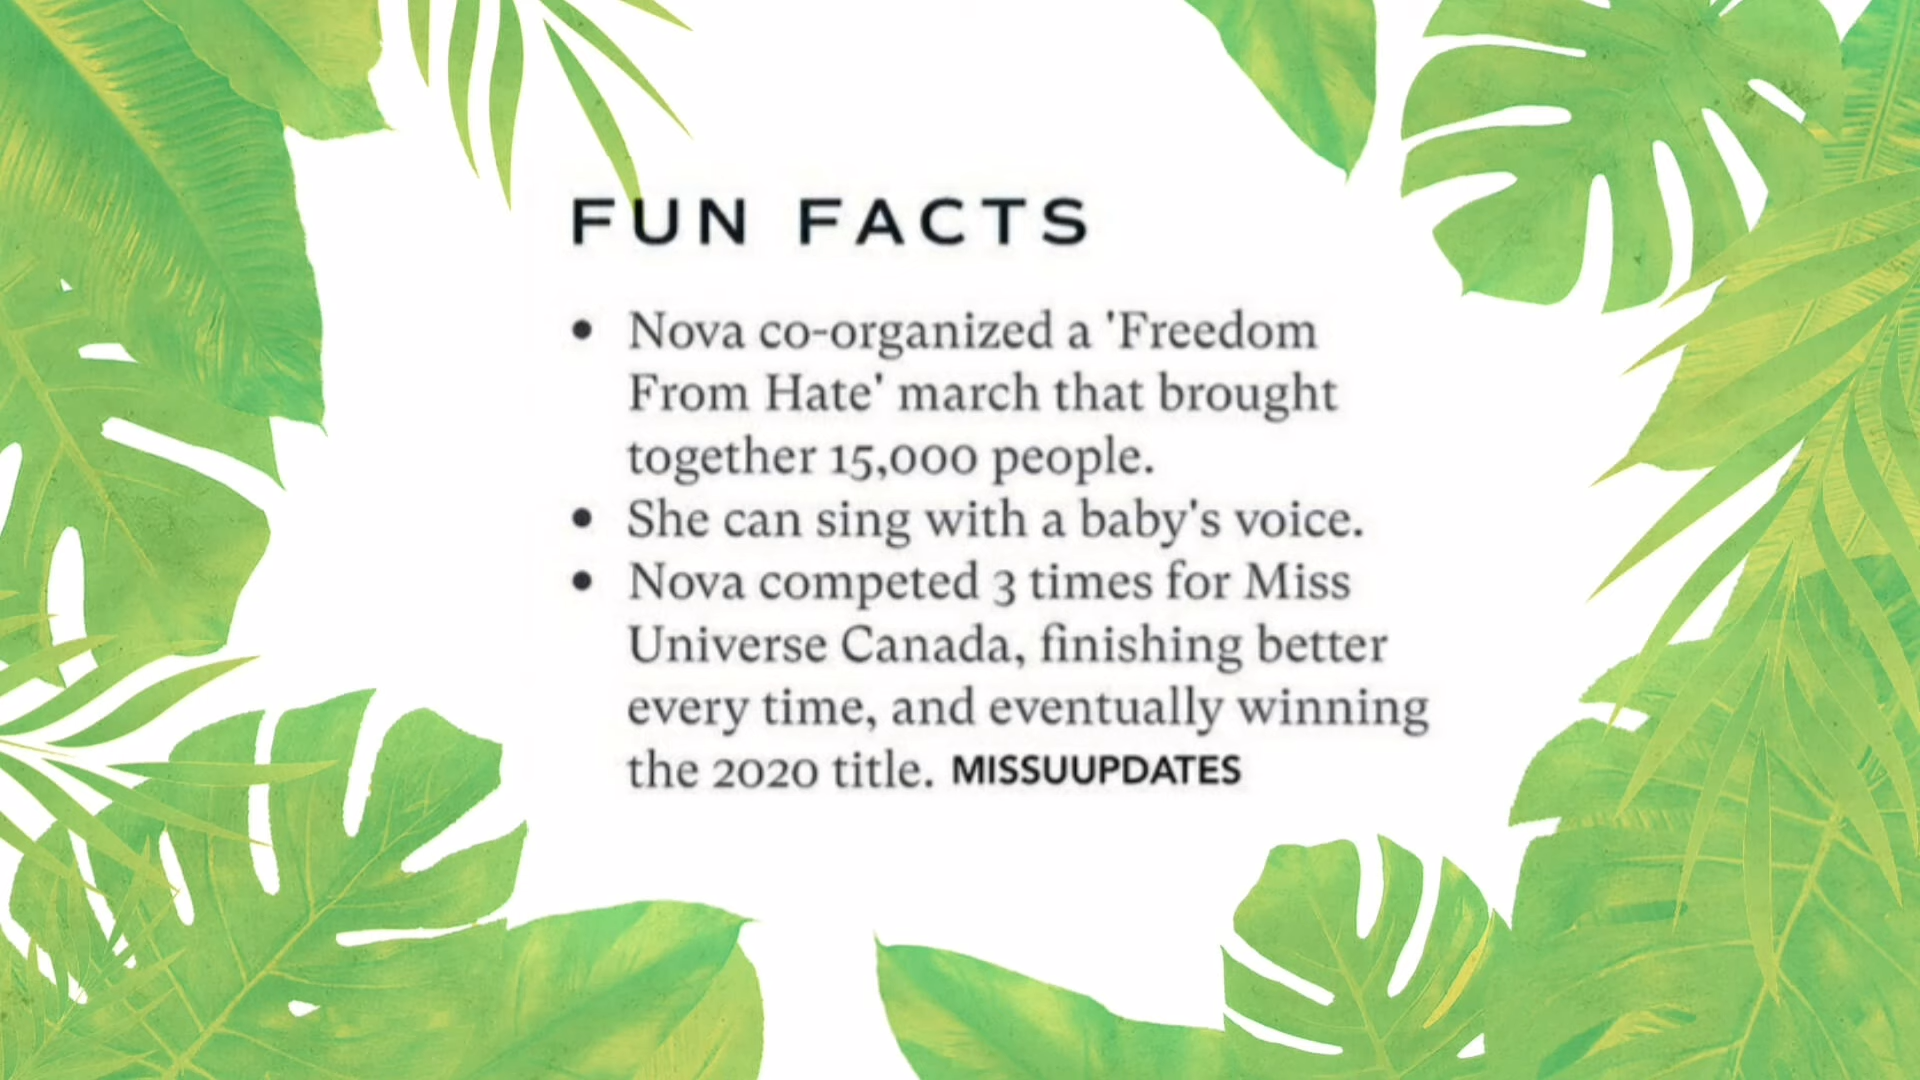 FUN FACTS
• Nova co-organized a 'Freedom
From Hate' march that brought
together 15,000 people.
• She can sing with a baby's voice.
• Nova competed 3 times for Miss
Universe Canada, finishing better
every time, and eventually winning
the 2020 title. MISSUUPDATES